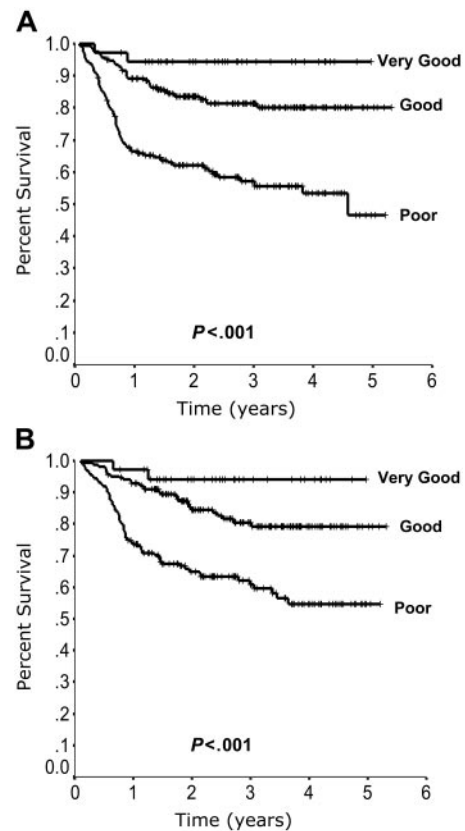 A
1.0
.9
.8
.7
.6
.5
.4
.3
.2
.1
0.0
Percent Survival
Very Good
Good
Poor
P<.001
0 1 2 3 4 5 6
Time (years)
B
1.0
.9
.8
.7
.6
.5
.4
.3
.2
.1
0.0
Percent Survival
Very Good
Good
Poor
P<.001
0 1 2 3 4 5 6
Time (years)